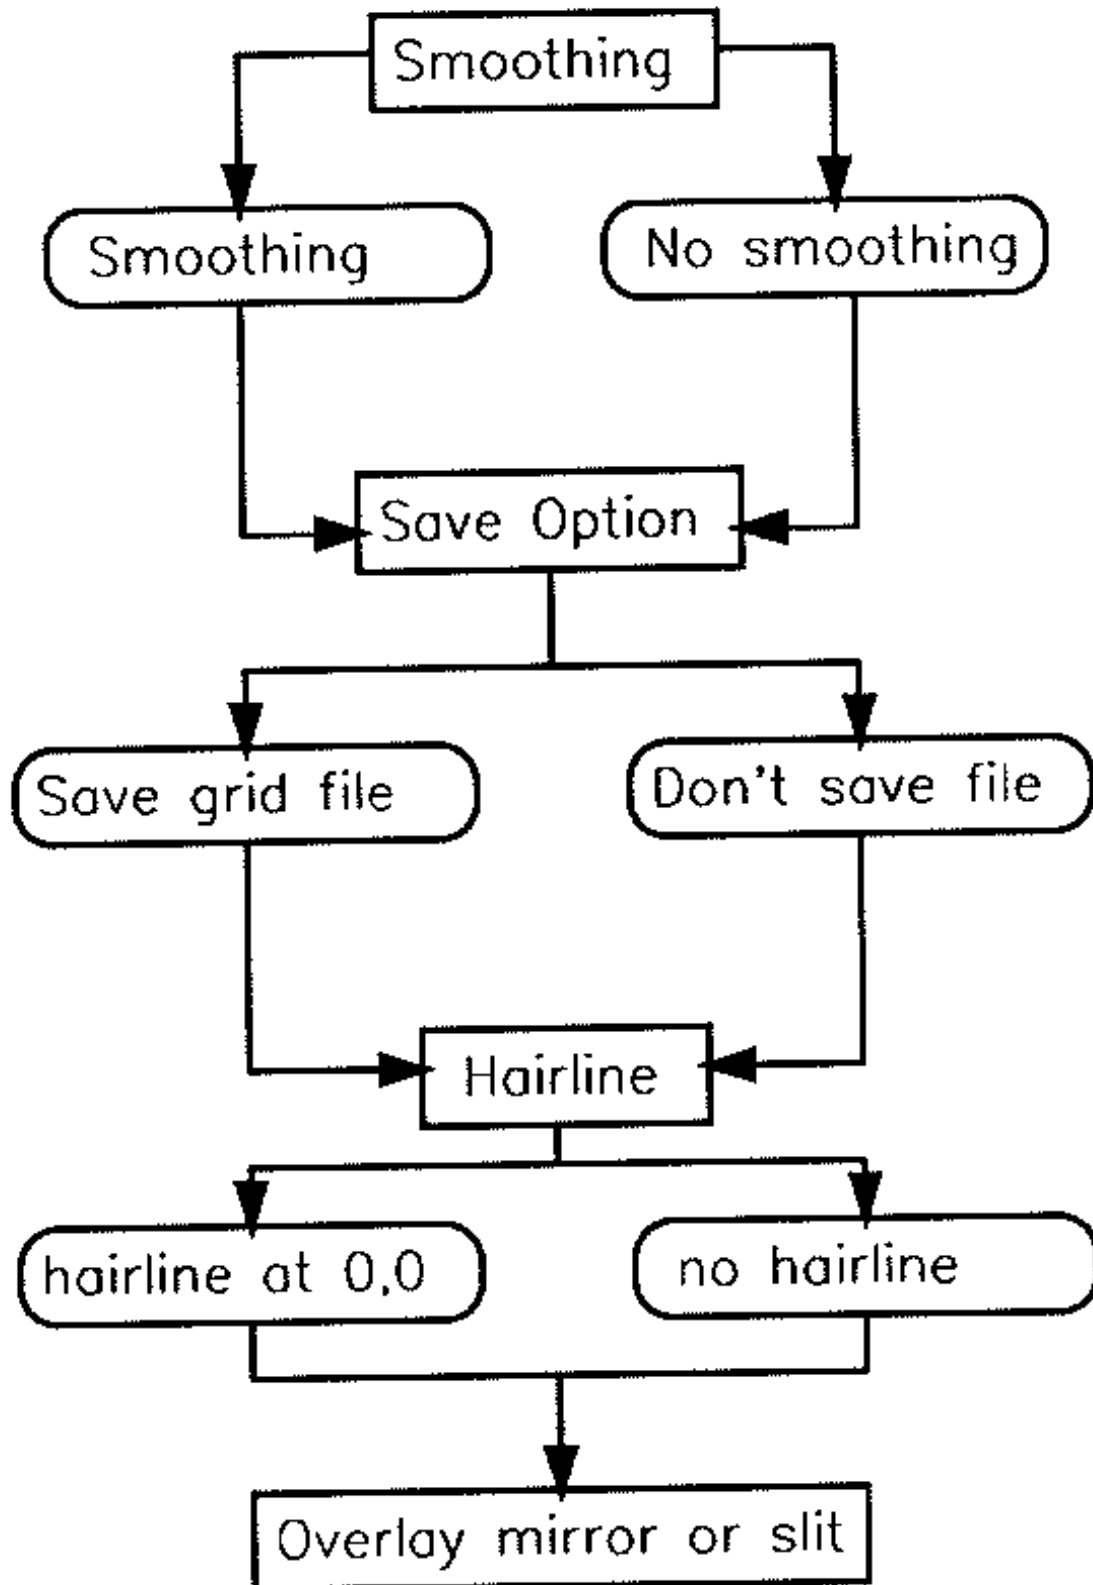 Smoothing
Smoothing
No smoothing
Save Option
Save grid file
Don't save file
Hairline
hairline at 0,0
no hairline
Overlay mirror or slit